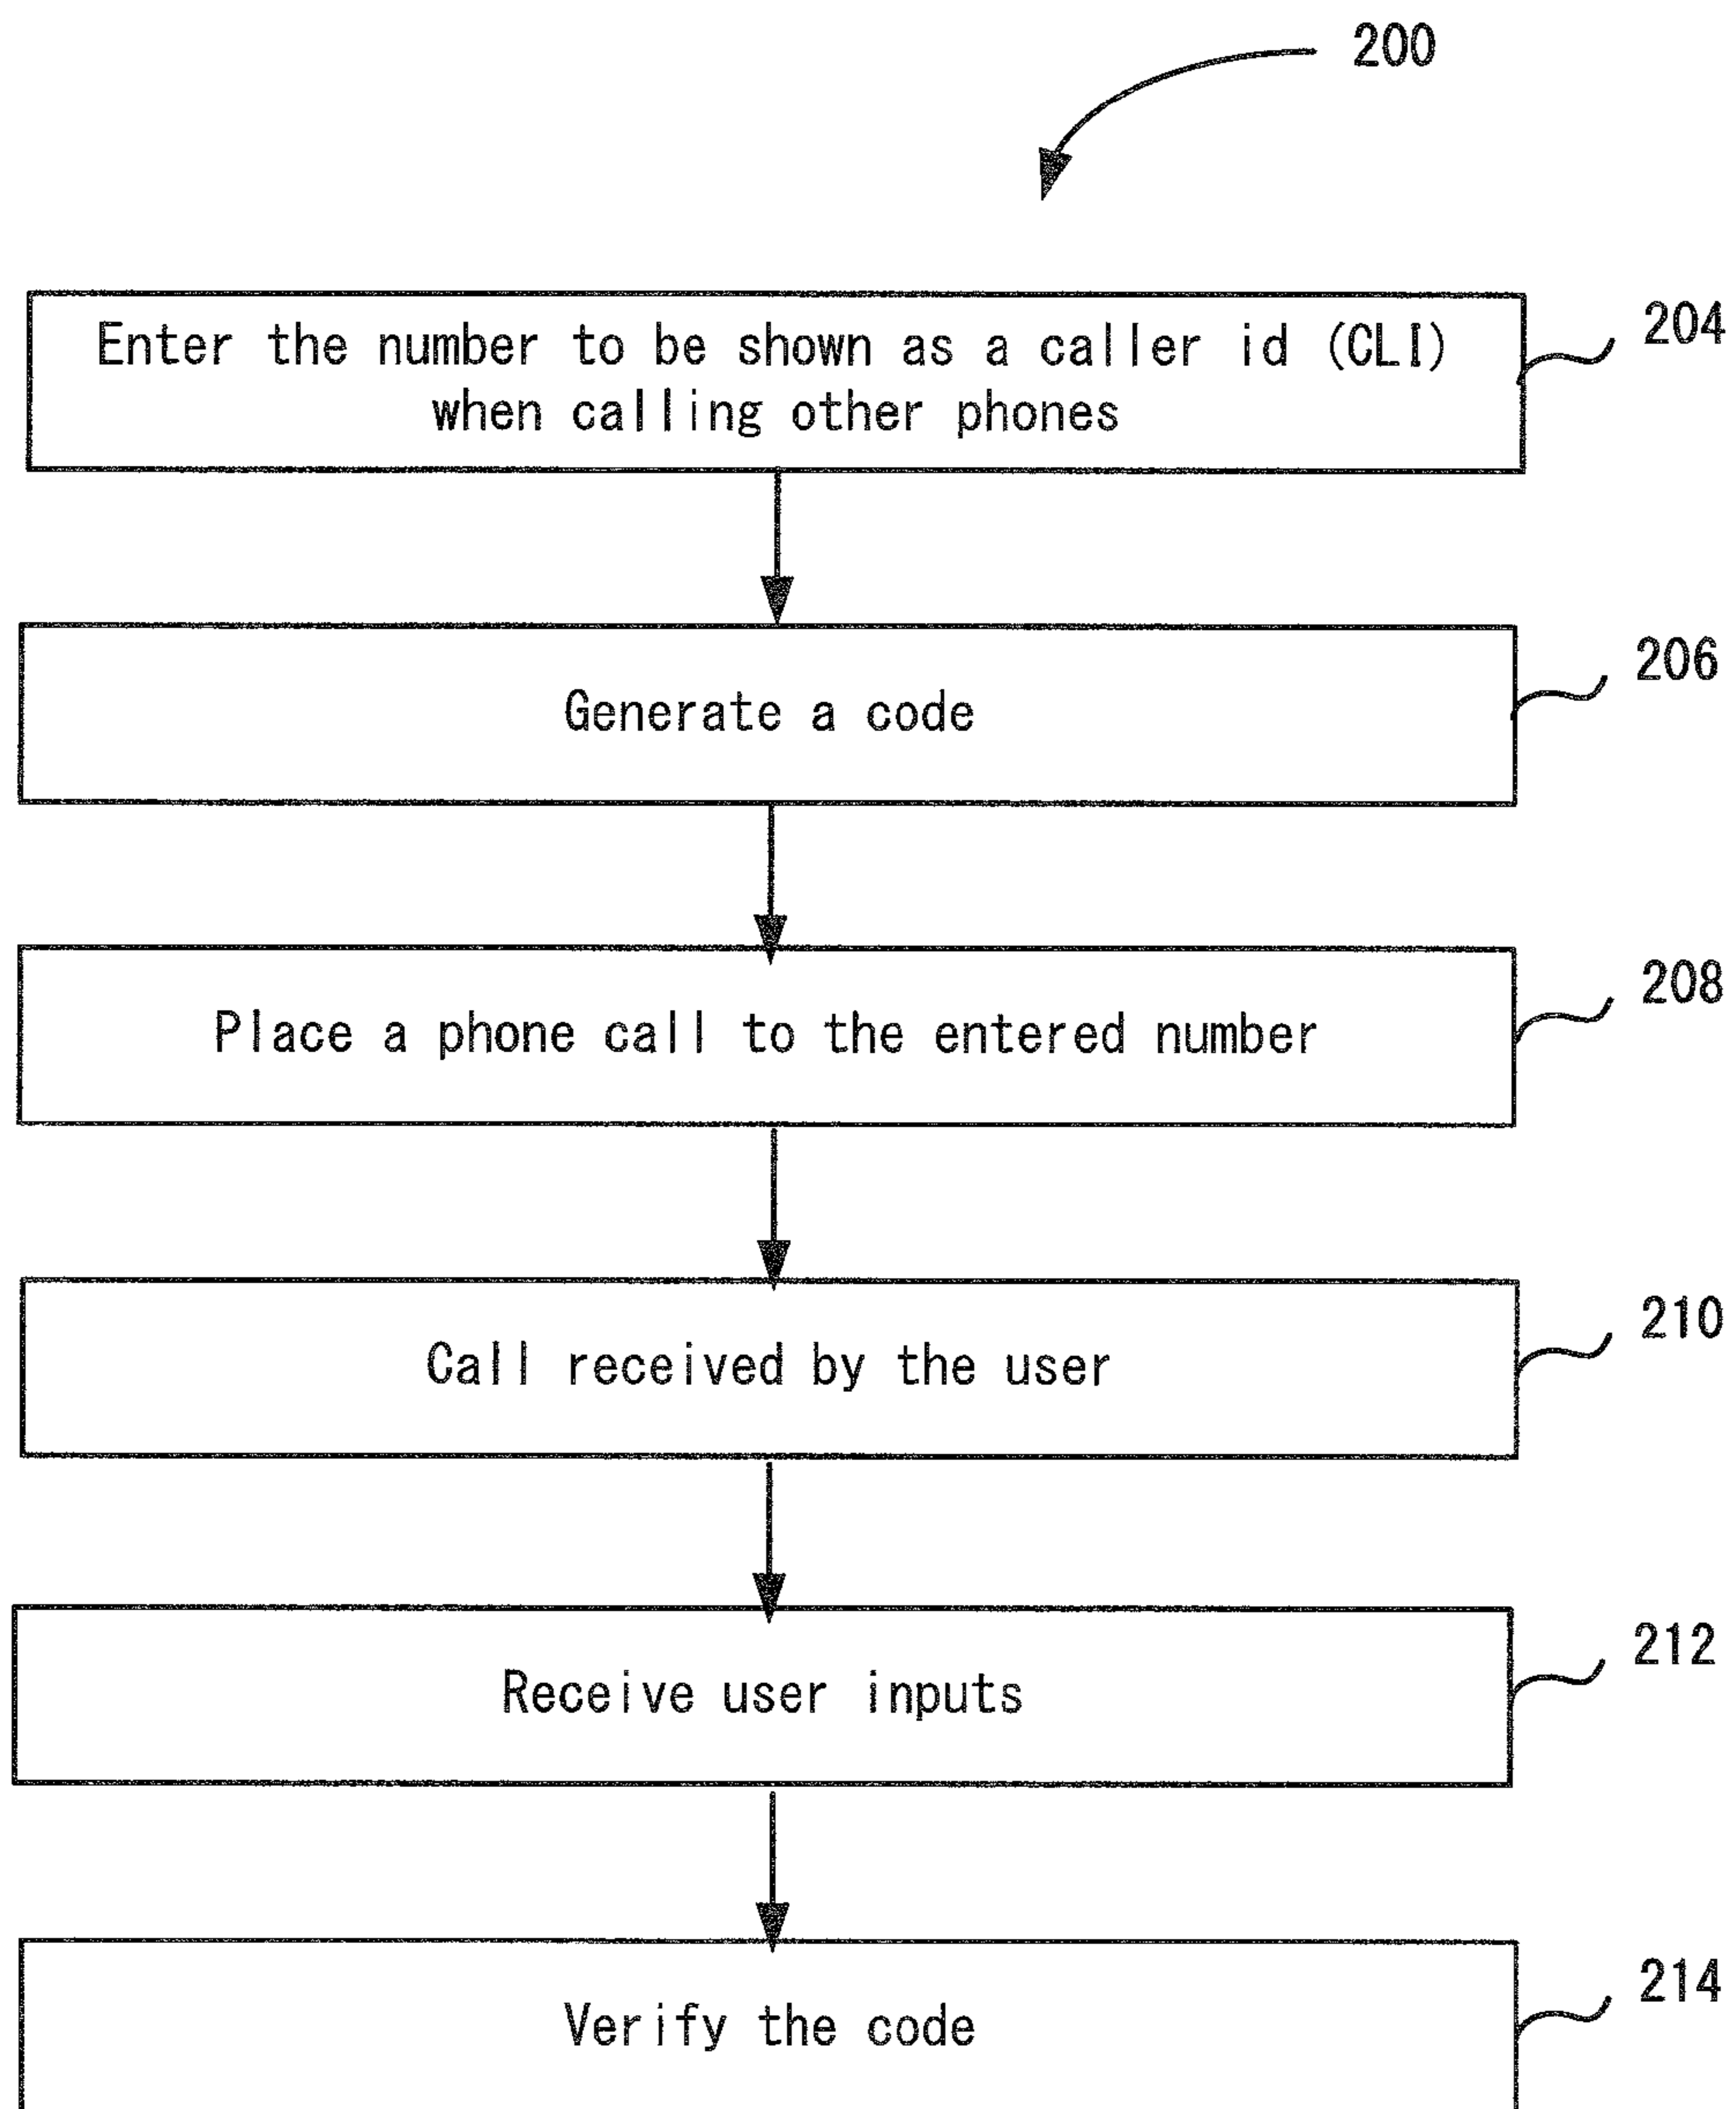 200
Enter the number to be shown as a caller id (CLI)
when calling other phones
204
Generate a code
206
Place a phone call to the entered number
208
Call received by the user
210
Receive user inputs
212
Verify the code
214